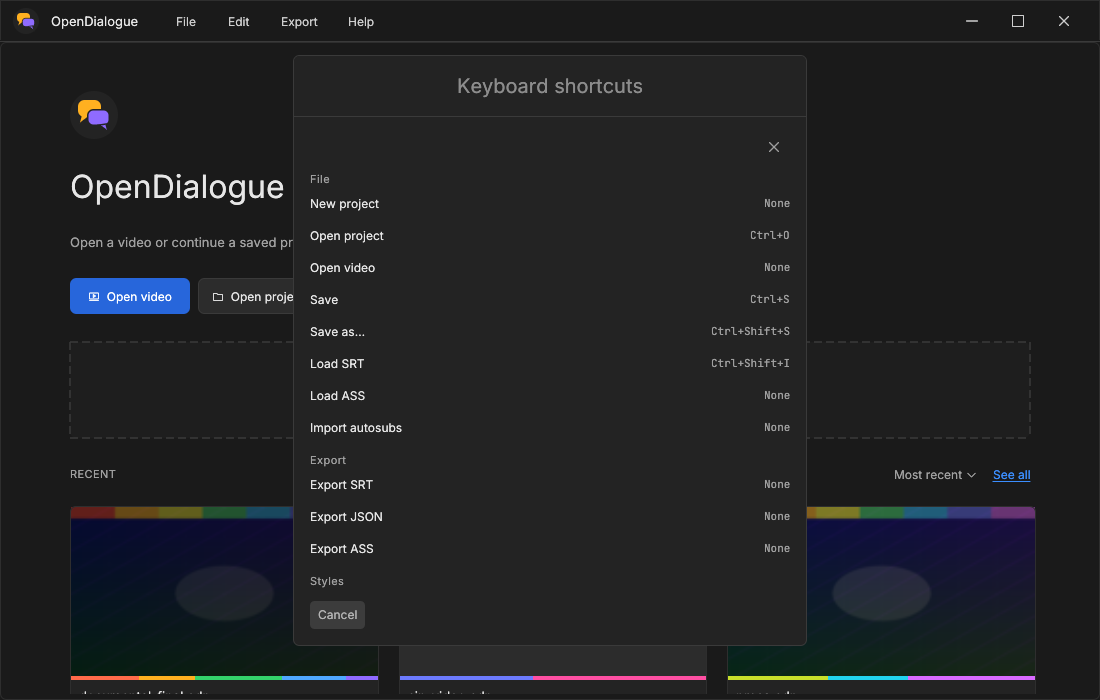 OpenDialogue File Edit Export Help
Keyboard shortcuts
OpenDialogue
Open a video or continue a saved
Open video
Open
File
New project None
Open project Ctrl+O
Open video None
Save Ctrl+S
Save as... Ctrl+Shift+S
Load SRT Ctrl+Shift+I
Load ASS None
Import autosubs None
Export
Export SRT None
Export JSON None
Export ASS None
Styles
Cancel
RECENT
Most recent
See all